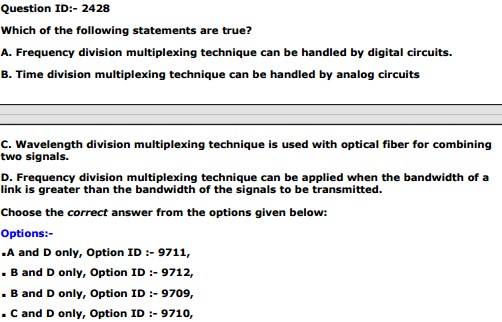 Question ID:- 2428
Which of the following statements are true?
A. Frequency division multiplexing technique can be handled by digital circuits.
B. Time division multiplexing technique can be handled by analog circuits
C. Wavelength division multiplexing technique is used with optical fiber for combining
two signals.
D. Frequency division multiplexing technique can be applied when the bandwidth of a
link is greater than the bandwidth of the signals to be transmitted.
Choose the correct answer from the options given below:
Options:-
▪A and D only, Option ID :- 9711,
▪ B and D only, Option ID :- 9712,
▪ B and D only, Option ID :- 9709,
▪ C and D only, Option ID :- 9710,